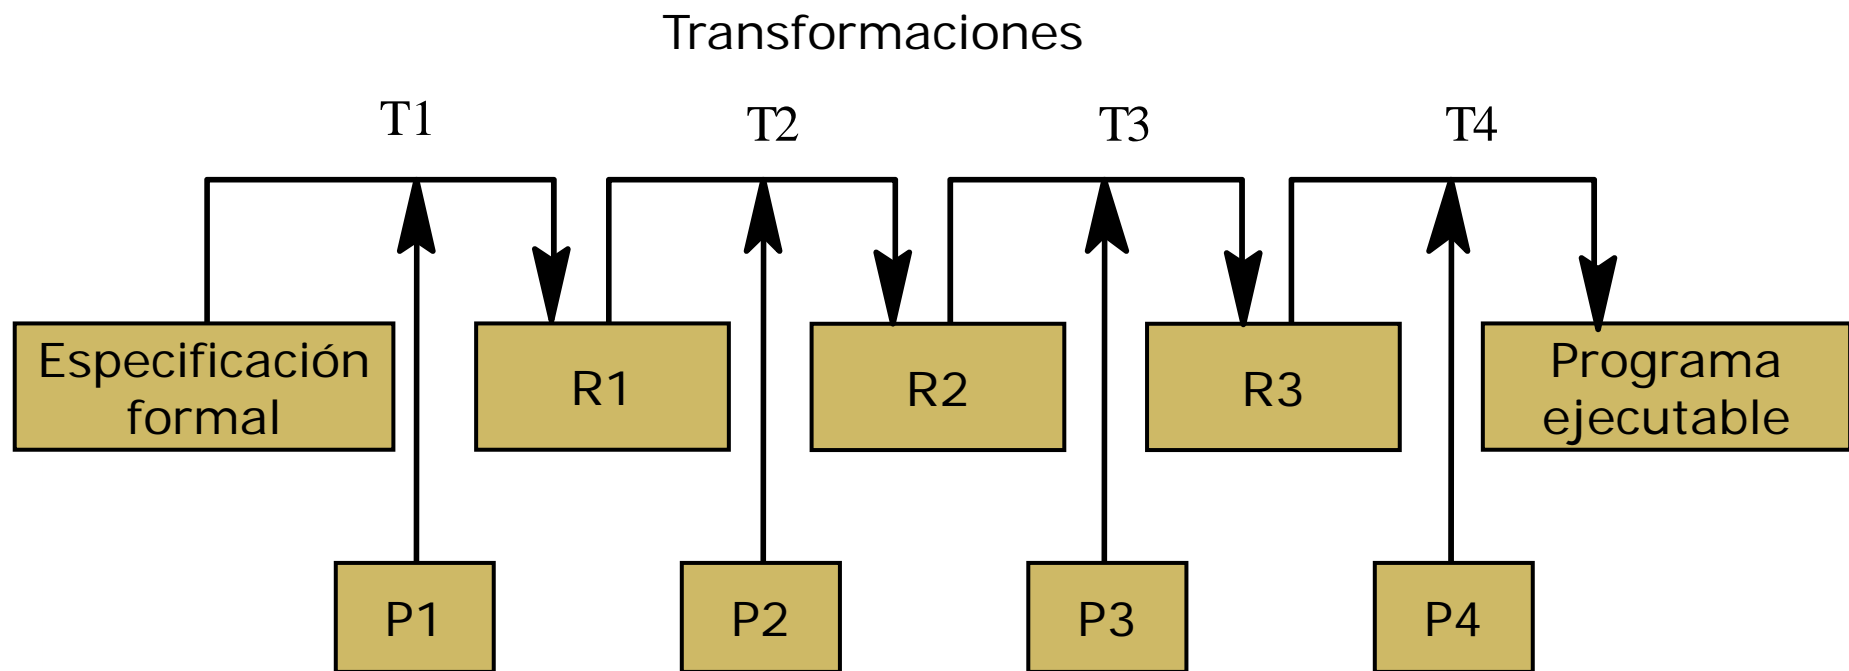 Transformaciones
T1
T2
T3
T4
Especificación
formal
R1
R2
R3
Programa
ejecutable
P1
P2
P3
P4